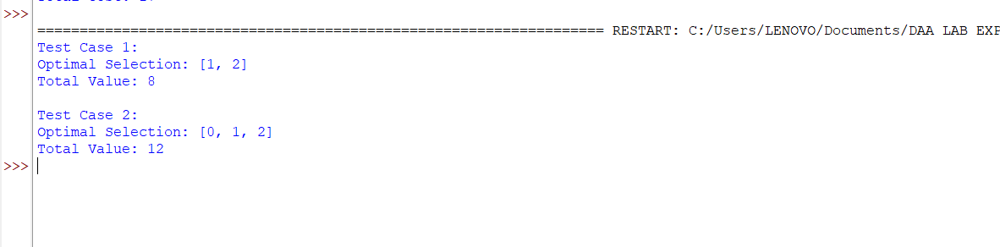 >>>
=================================================================== RESTART: C:/Users/LENOVO/Documents/DAA LAB EXP
Test Case 1:
Optimal Selection: [1, 2]
Total Value: 8
Test Case 2:
Optimal Selection: [0, 1, 2]
Total Value: 12
>>>